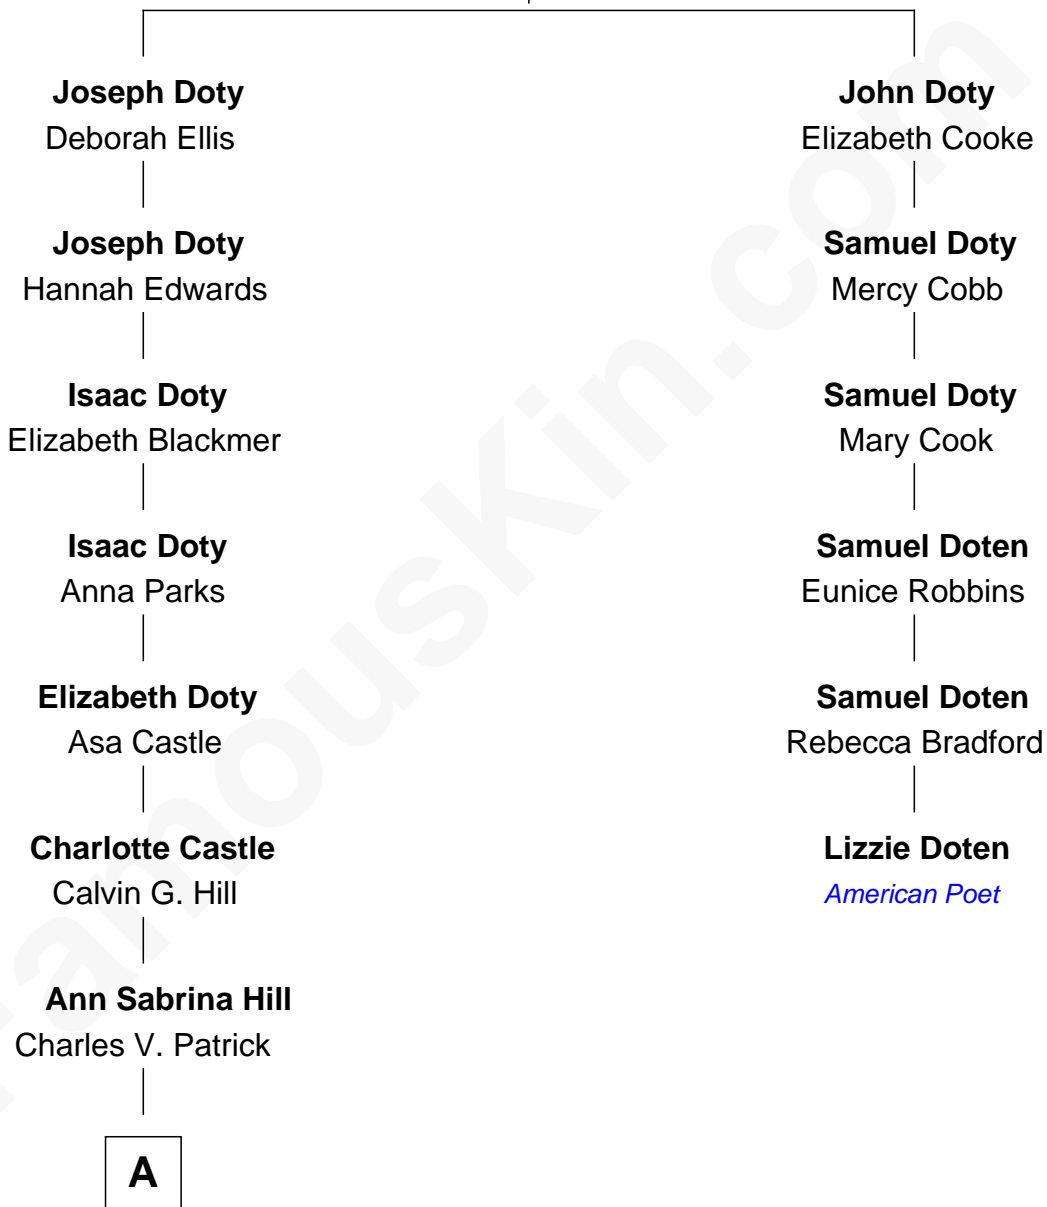 Joseph Doty
Deborah Ellis
Joseph Doty
Hannah Edwards
Isaac Doty
Elizabeth Blackmer
Isaac Doty
Anna Parks
Elizabeth Doty
Asa Castle
Charlotte Castle
Calvin G. Hill
Ann Sabrina Hill
Charles V. Patrick
A
John Doty
Elizabeth Cooke
Samuel Doty
Mercy Cobb
Samuel Doty
Mary Cook
Samuel Doten
Eunice Robbins
Samuel Doten
Rebecca Bradford
Lizzie Doten
American Poet
FamousKin.com